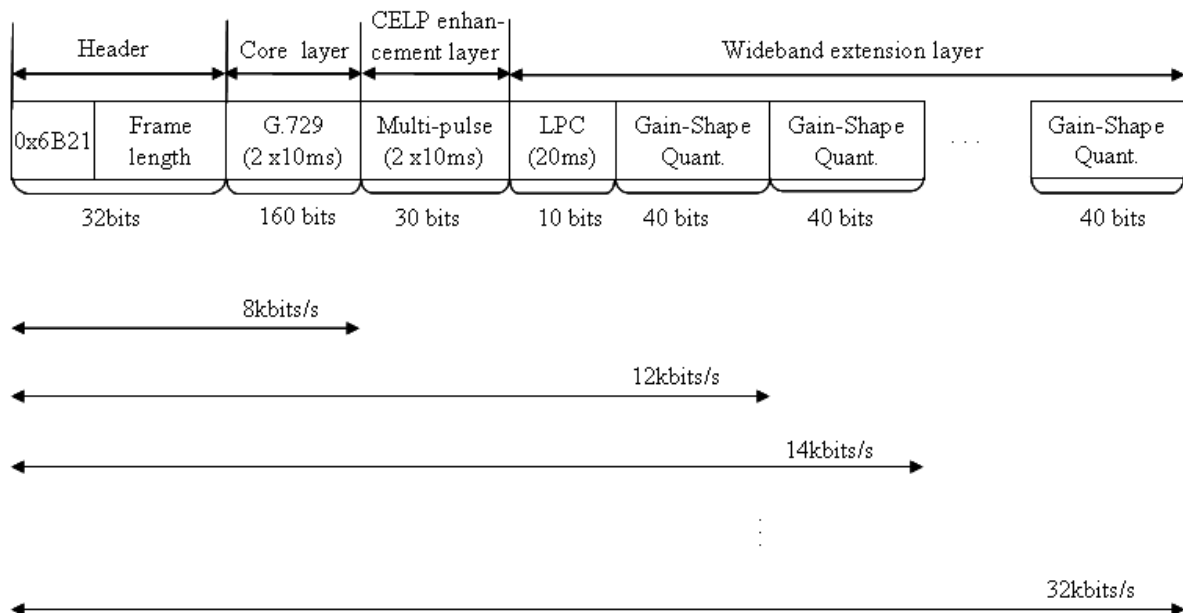 CELP enhan-
Header
Core layer
cement layer
Wideband extension layer
0x6B21
Frame
length
G.729
(2 x10ms)
Multi-pulse
(2 x10ms)
LPC
(20ms)
Gain-Shape
Quant.
Gain-Shape
Quant.
. . .
Gain-Shape
Quant.
32bits
160 bits
30 bits
10 bits
40 bits
40 bits
40 bits
8kbits/s
12kbits/s
14kbits/s
32kbits/s